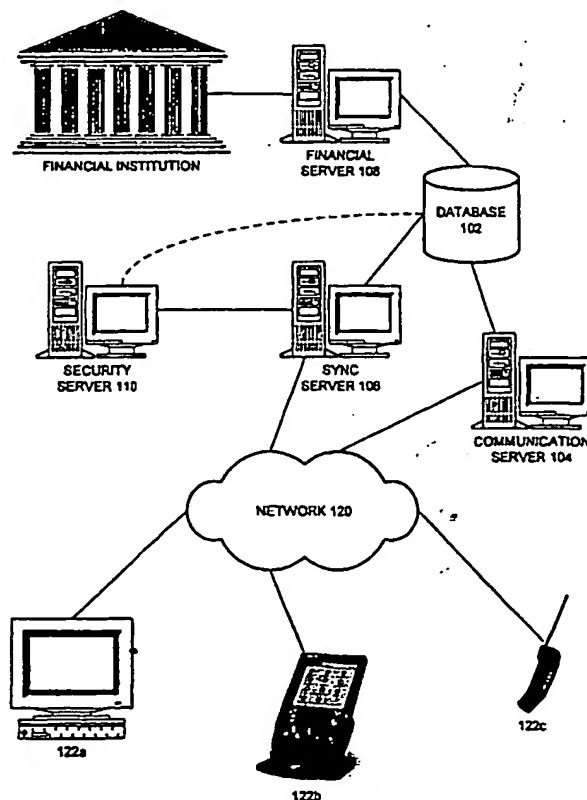 FINANCIAL INSTITUTION
FINANCIAL
SERVER 108
DATABASE
102
SECURITY
SERVER 110
SYNC
SERVER 106
COMMUNICATION
SERVER 104
NETWORK 120
122a
122b
122c